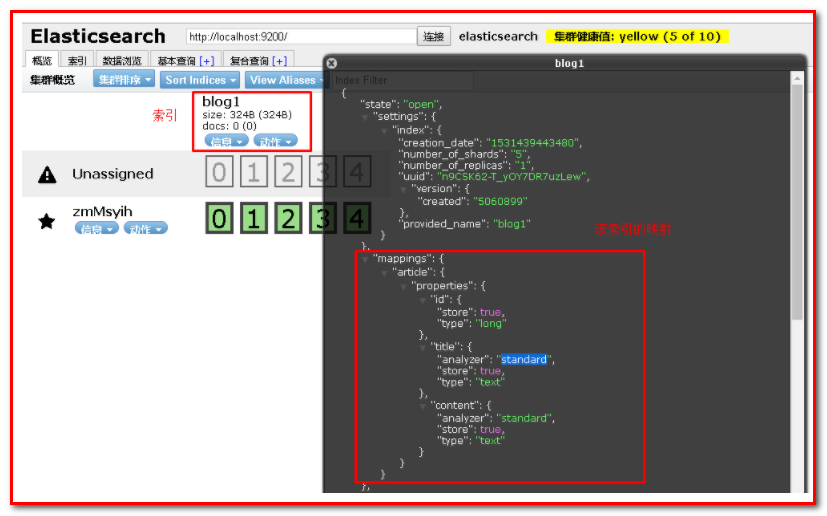 Elasticsearch
http://localhost:9200/
连接
elasticsearch
集群健康值: yellow (5 of 10)
概览
索引
数据浏览
基本查询 [+]
复合查询 [+]
集群概览
集群排序
Sort Indices
View Aliases
Index Filter
索引
blog1
size: 324B (324B)
docs: 0 (0)
信息
动作
Unassigned
0 1 2 3 4
zmMsyih
信息
动作
0 1 2 3 4
blog1
{
"state": "open",
"settings": {
"index": {
"creation_date": "1531439443480",
"number_of_shards": "5",
"number_of_replicas": "1",
"uuid": "n9CSK62-T_yOY7DR7uzLew",
"version": {
"created": "5060899"
},
"provided_name": "blog1"
}
},
该索引的映射
"mappings": {
"article": {
"properties": {
"id": {
"store": true,
"type": "long"
},
"title": {
"analyzer": "standard",
"store": true,
"type": "text"
},
"content": {
"analyzer": "standard",
"store": true,
"type": "text"
}
}
}
},